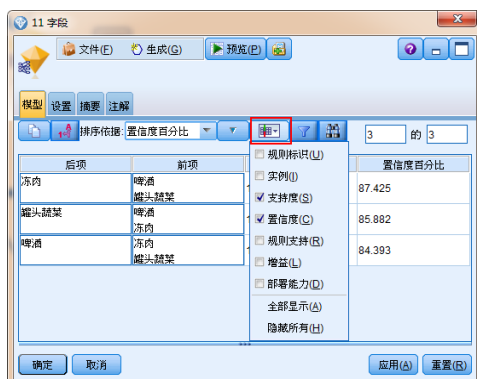 11 字段
文件(F) 生成(G) 预览(P)
模型 设置 摘要 注解
排序依据: 置信度百分比 3 的 3
后项 前项 置信度百分比
冻肉 啤酒 87.425
罐头蔬菜
罐头蔬菜 啤酒 85.882
冻肉
啤酒 冻肉 84.393
罐头蔬菜
规则标识(U)
实例(I)
支持度(S)
置信度(C)
规则支持(R)
增益(L)
部署能力(D)
全部显示(A)
隐藏所有(H)
确定 取消 应用(A) 重置(R)